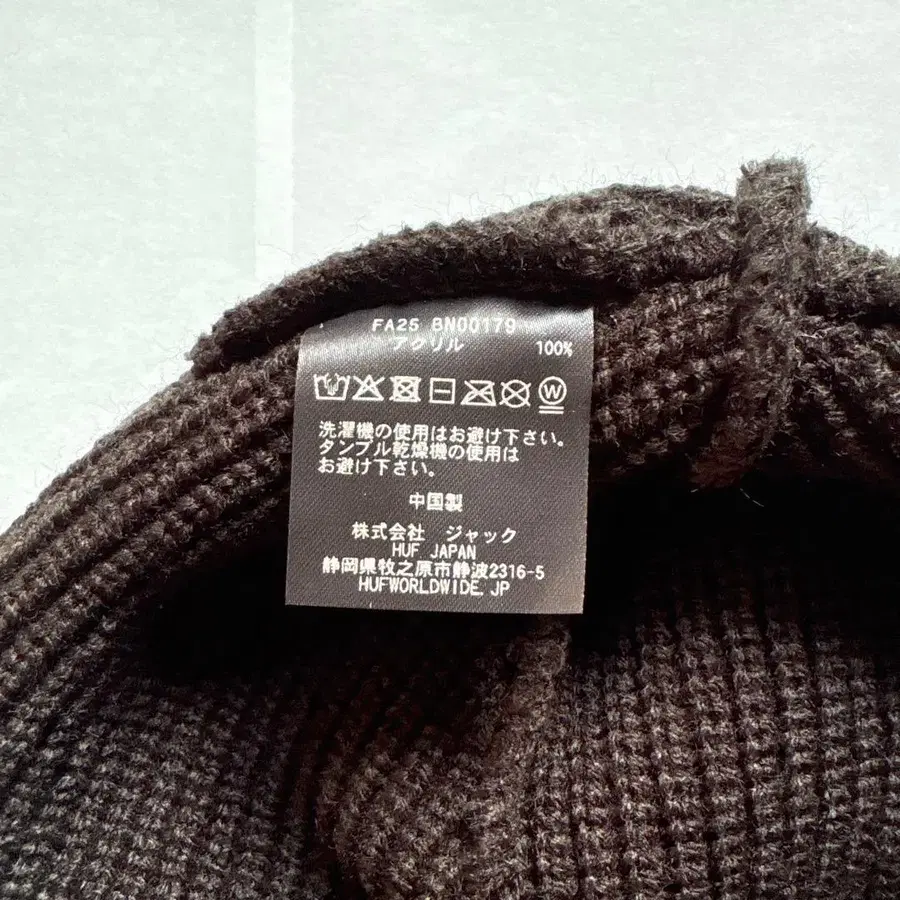 FA25 BN00179
アクリル 100%
W
洗濯機の使用はお避け下さい。
タンブル乾燥機の使用は
お避け下さい。
中国製
株式会社 ジャック
HUF JAPAN
静岡県牧之原市静波2316-5
HUFWORLDWIDE.JP